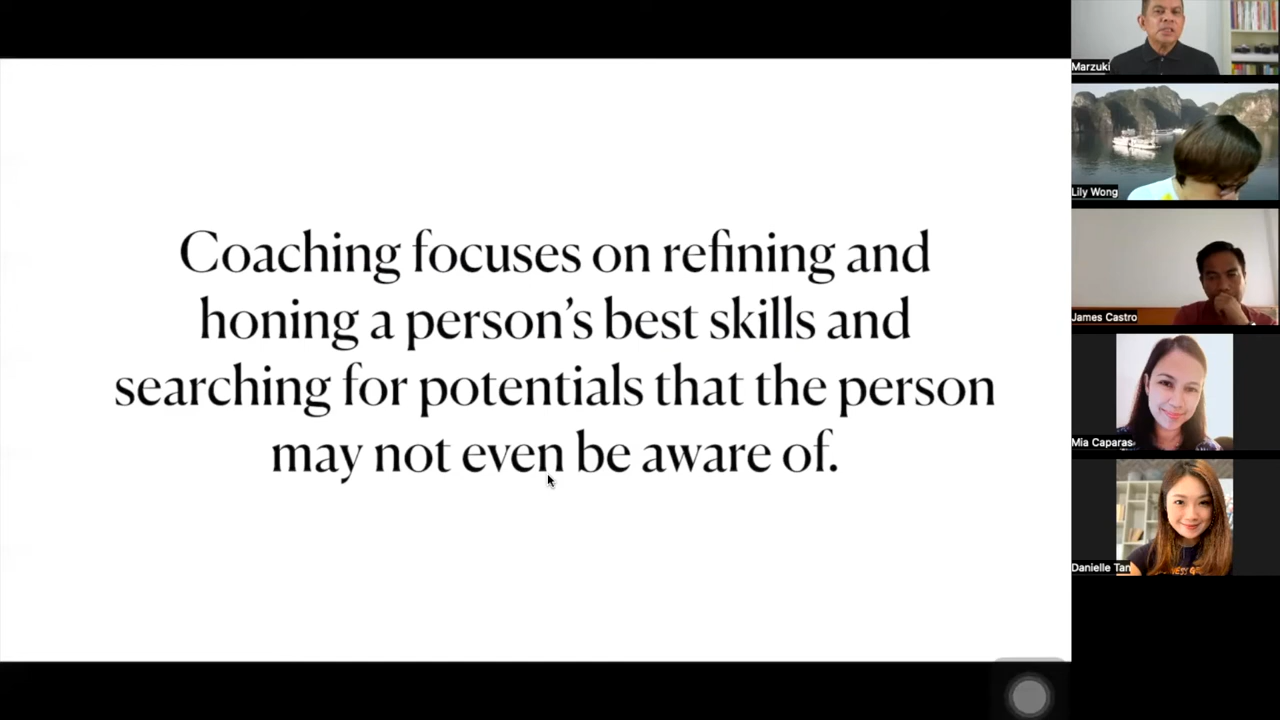 Coaching focuses on refining and
honing a person’s best skills and
searching for potentials that the person
may not even be aware of.
Marzuki
Lily Wong
James Castro
Mia Caparas
Danielle Tan